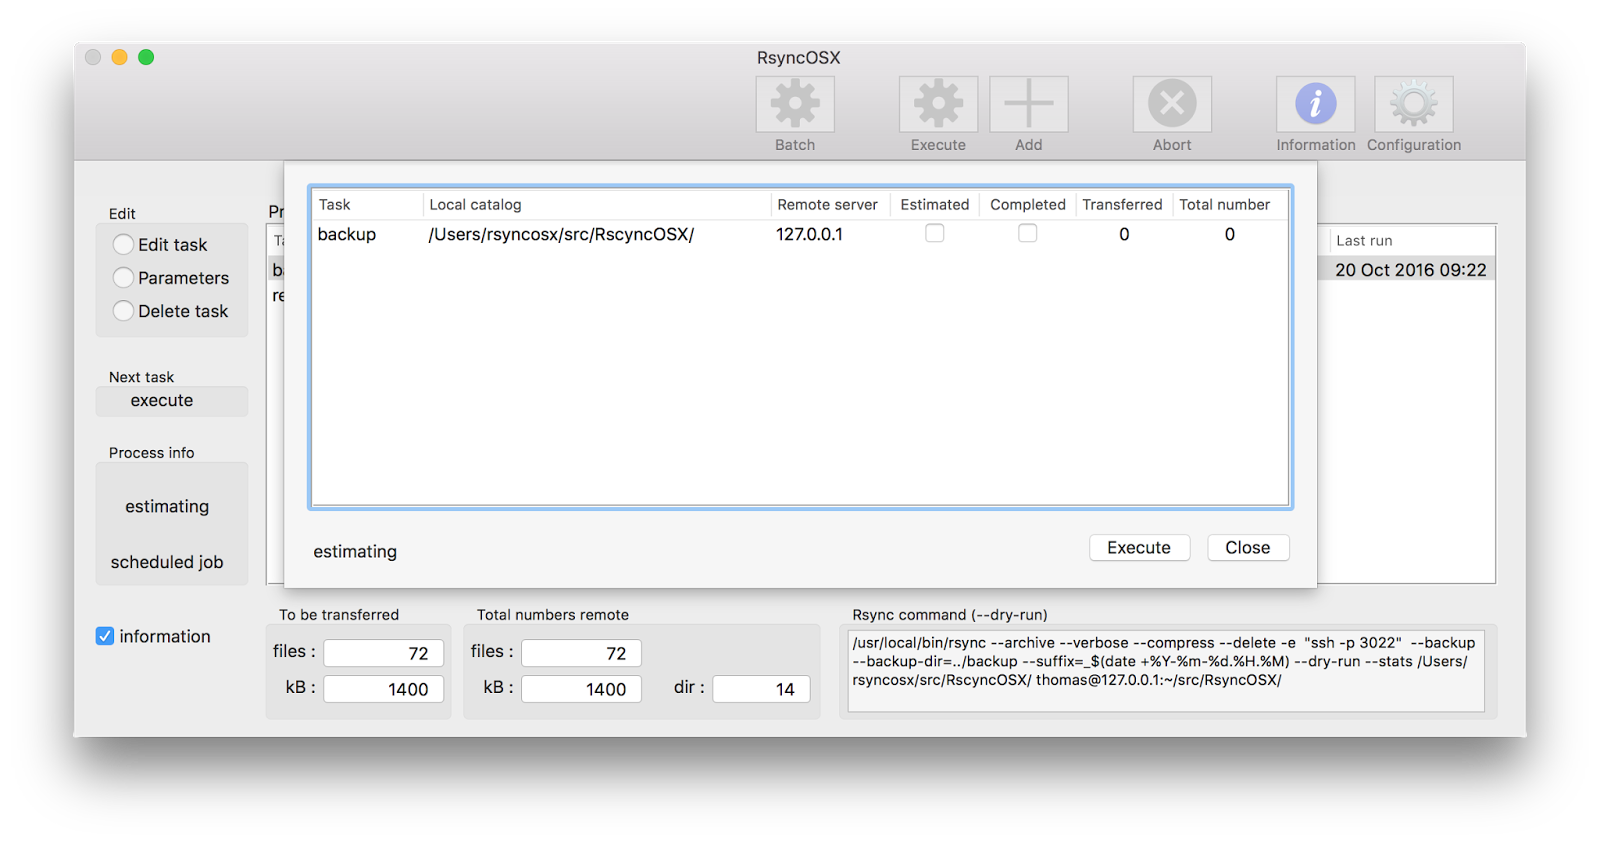 RsyncOSX
Batch Execute Add Abort Information Configuration
Task Local catalog Remote server Estimated Completed Transferred Total number
backup /Users/rsyncosx/src/RscyncOSX/ 127.0.0.1 0 0
Edit
Edit task
Parameters
Delete task
Last run
20 Oct 2016 09:22
Next task
execute
Process info
estimating
scheduled job
estimating
Execute Close
information
To be transferred
files : 72
kB : 1400
Total numbers remote
files : 72
kB : 1400 dir : 14
Rsync command (--dry-run)
/usr/local/bin/rsync --archive --verbose --compress --delete -e "ssh -p 3022" --backup
--backup-dir=../backup --suffix=_$(date +%Y-%m-%d.%H.%M) --dry-run --stats /Users/
rsyncosx/src/RscyncOSX/ thomas@127.0.0.1:~/src/RsyncOSX/